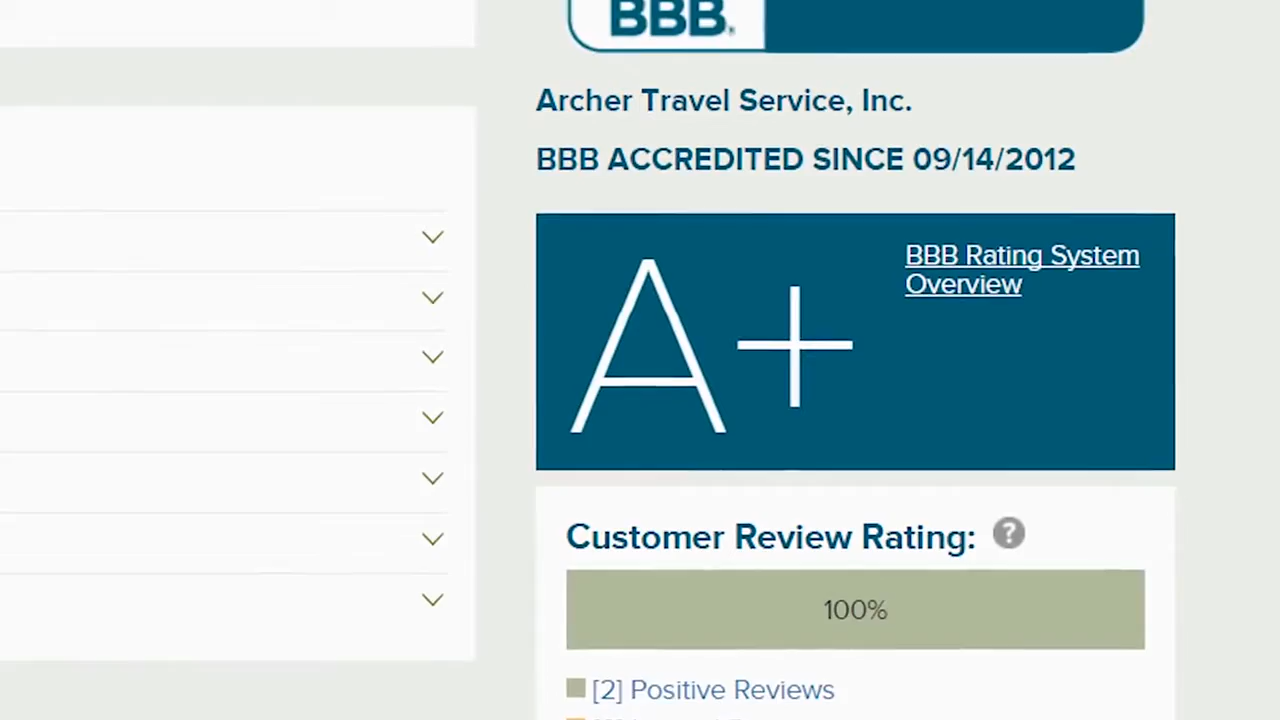 BBB.
Archer Travel Service, Inc.
BBB ACCREDITED SINCE 09/14/2012
A+
BBB Rating System
Overview
Customer Review Rating:
?
100%
[2] Positive Reviews